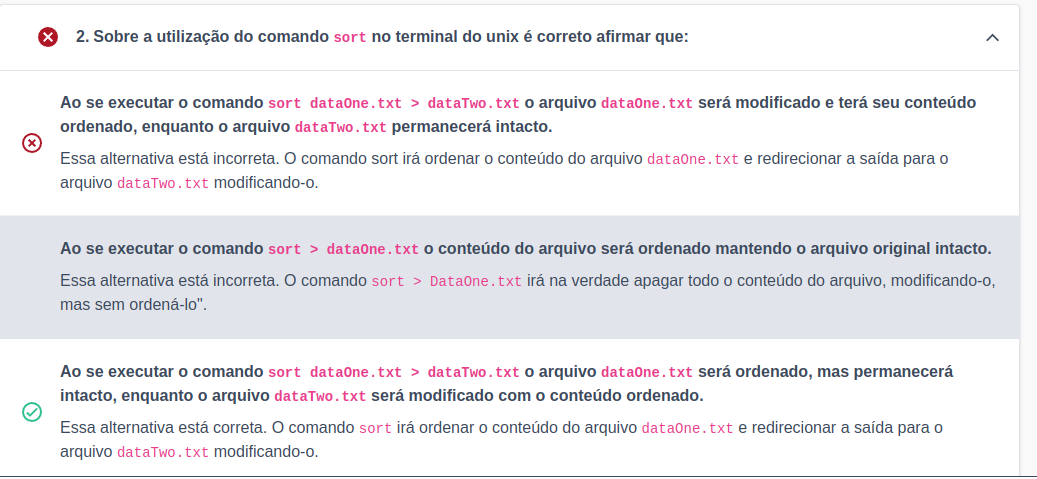 2. Sobre a utilização do comando sort no terminal do unix é correto afirmar que:
Ao se executar o comando sort dataOne.txt > dataTwo.txt o arquivo dataOne.txt será modificado e terá seu conteúdo
ordenado, enquanto o arquivo dataTwo.txt permanecerá intacto.
Essa alternativa está incorreta. O comando sort irá ordenar o conteúdo do arquivo dataOne.txt e redirecionar a saída para o
arquivo dataTwo.txt modificando-o.
Ao se executar o comando sort > dataOne.txt o conteúdo do arquivo será ordenado mantendo o arquivo original intacto.
Essa alternativa está incorreta. O comando sort > DataOne.txt irá na verdade apagar todo o conteúdo do arquivo, modificando-o,
mas sem ordená-lo".
Ao se executar o comando sort dataOne.txt > dataTwo.txt o arquivo dataOne.txt será ordenado, mas permanecerá
intacto, enquanto o arquivo dataTwo.txt será modificado com o conteúdo ordenado.
Essa alternativa está correta. O comando sort irá ordenar o conteúdo do arquivo dataOne.txt e redirecionar a saída para o
arquivo dataTwo.txt modificando-o.